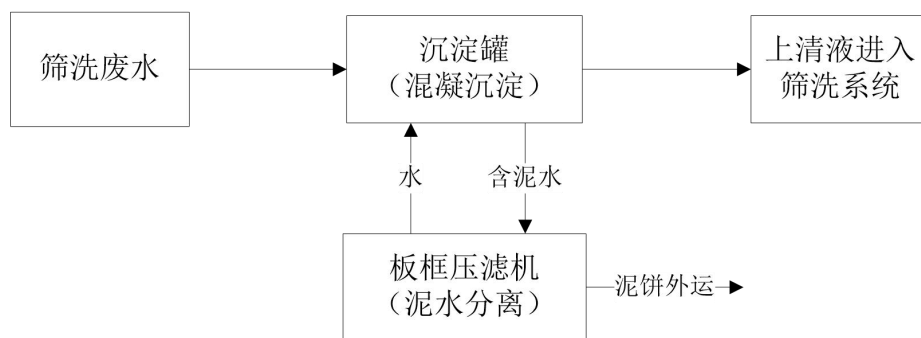 筛洗废水
沉淀罐
（混凝沉淀）
上清液进入
筛洗系统
水
含泥水
板框压滤机
（泥水分离）
泥饼外运